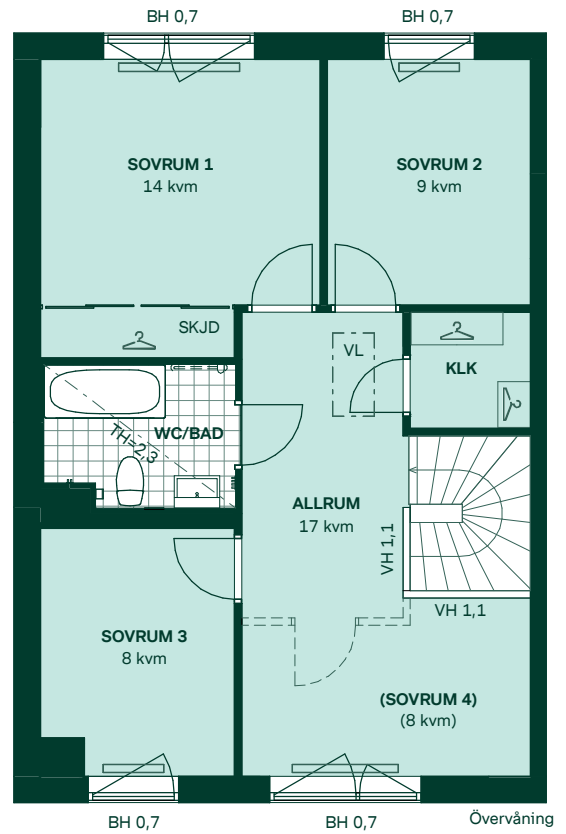 BH 0,7
BH 0,7
SOVRUM 1
14 kvm
SOVRUM 2
9 kvm
SKJD
VL
KLK
WC/BAD
TH=2,3
ALLRUM
17 kvm
VH 1,1
VH 1,1
SOVRUM 3
8 kvm
(SOVRUM 4)
(8 kvm)
BH 0,7
BH 0,7
Övervåning